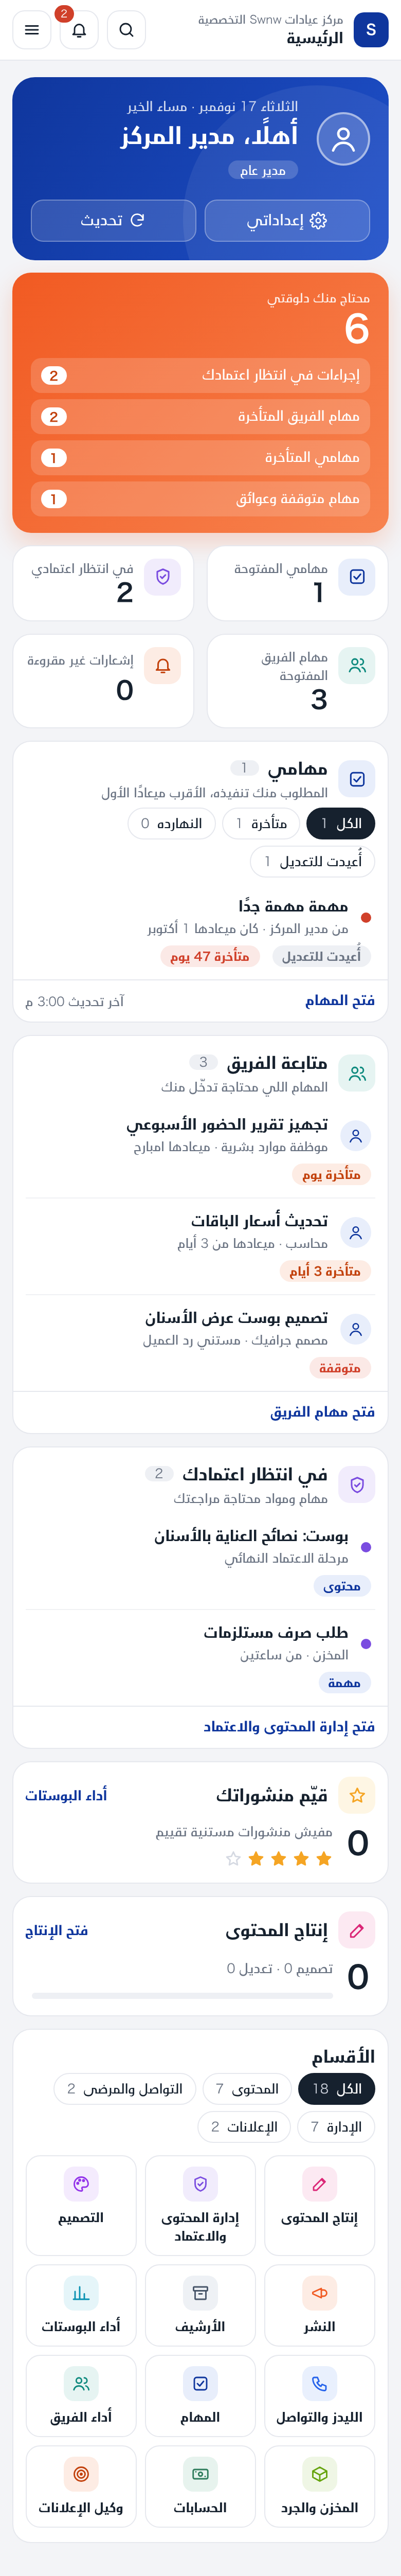 S
مركز عيادات Swnw التخصصية
الرئيسية
2
الثلاثاء 17 نوفمبر · مساء الخير
أهلًا، مدير المركز
مدير عام
إعداداتي
تحديث
محتاج منك دلوقتي
6
إجراءات في انتظار اعتمادك 2
مهام الفريق المتأخرة 2
مهامي المتأخرة 1
مهام متوقفة وعوائق 1
مهامي المفتوحة
1
في انتظار اعتمادي
2
مهام الفريق
المفتوحة
3
إشعارات غير مقروءة
0
مهامي 1
المطلوب منك تنفيذه، الأقرب ميعادًا الأول
الكل 1
متأخرة 1
النهارده 0
أُعيدت للتعديل 1
مهمة مهمة جدًا
من مدير المركز · كان ميعادها 1 أكتوبر
أُعيدت للتعديل
متأخرة 47 يوم
فتح المهام
آخر تحديث 3:00 م
متابعة الفريق 3
المهام اللي محتاجة تدخّل منك
تجهيز تقرير الحضور الأسبوعي
موظفة موارد بشرية · ميعادها امبارح
متأخرة يوم
تحديث أسعار الباقات
محاسب · ميعادها من 3 أيام
متأخرة 3 أيام
تصميم بوست عرض الأسنان
مصمم جرافيك · مستني رد العميل
متوقفة
فتح مهام الفريق
في انتظار اعتمادك 2
مهام ومواد محتاجة مراجعتك
بوست: نصائح العناية بالأسنان
مرحلة الاعتماد النهائي
محتوى
طلب صرف مستلزمات
المخزن · من ساعتين
مهمة
فتح إدارة المحتوى والاعتماد
قيّم منشوراتك
أداء البوستات
0
مفيش منشورات مستنية تقييم
إنتاج المحتوى
فتح الإنتاج
0
تصميم 0 · تعديل 0
الأقسام
الكل 18
المحتوى 7
التواصل والمرضى 2
الإدارة 7
الإعلانات 2
إنتاج المحتوى
إدارة المحتوى
والاعتماد
التصميم
النشر
الأرشيف
أداء البوستات
الليدز والتواصل
المهام
أداء الفريق
المخزن والجرد
الحسابات
وكيل الإعلانات